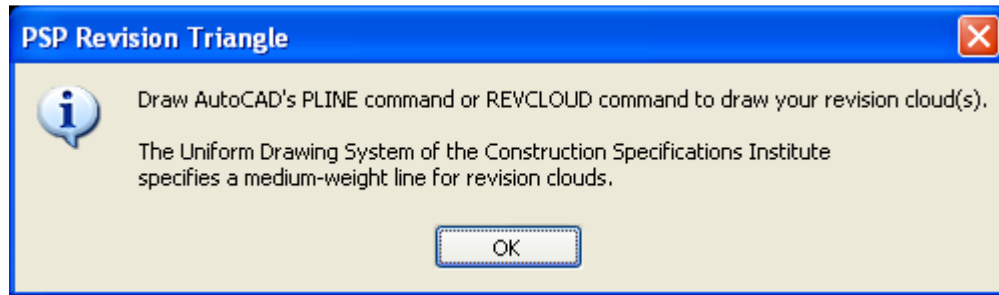 PSP Revision Triangle
Draw AutoCAD's PLINE command or REVCLOUD command to draw your revision cloud(s).
The Uniform Drawing System of the Construction Specifications Institute
specifies a medium-weight line for revision clouds.
OK